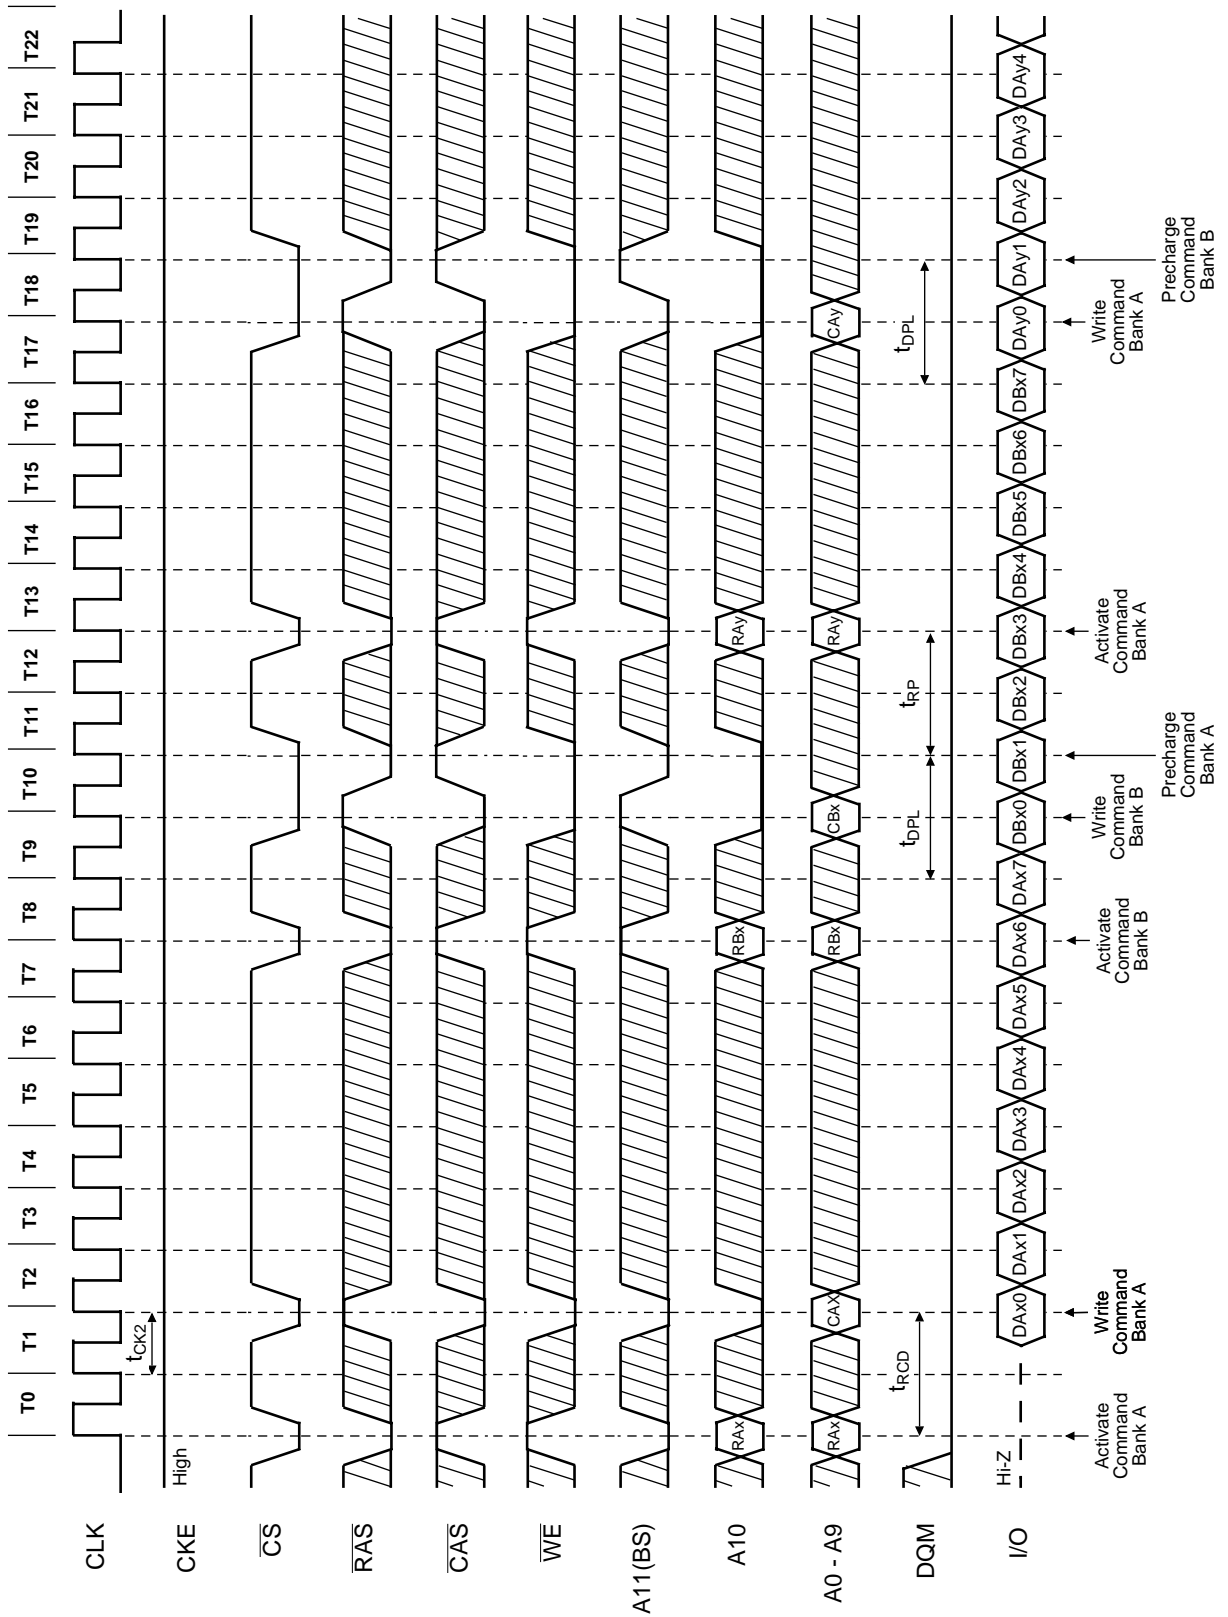 T0 T1 T2 T3 T4 T5 T6 T7 T8 T9 T10 T11 T12 T13 T14 T15 T16 T17 T18 T19 T20 T21 T22
CLK
tCK2
CKE
High
CS
RAS
CAS
WE
A11(BS)
A10
RAx RBx RAy
A0 - A9
RAx CAX RBx CBx RAy CAy
DQM
tRCD tDPL tRP tDPL
I/O
Hi-Z
DAx0 DAx1 DAx2 DAx3 DAx4 DAx5 DAx6 DAx7 DBx0 DBx1 DBx2 DBx3 DBx4 DBx5 DBx6 DBx7 DAy0 DAy1 DAy2 DAy3 DAy4
Activate
Command
Bank A
Write
Command
Bank A
Activate
Command
Bank B
Write
Command
Bank B
Precharge
Command
Bank A
Activate
Command
Bank A
Write
Command
Bank A
Precharge
Command
Bank B